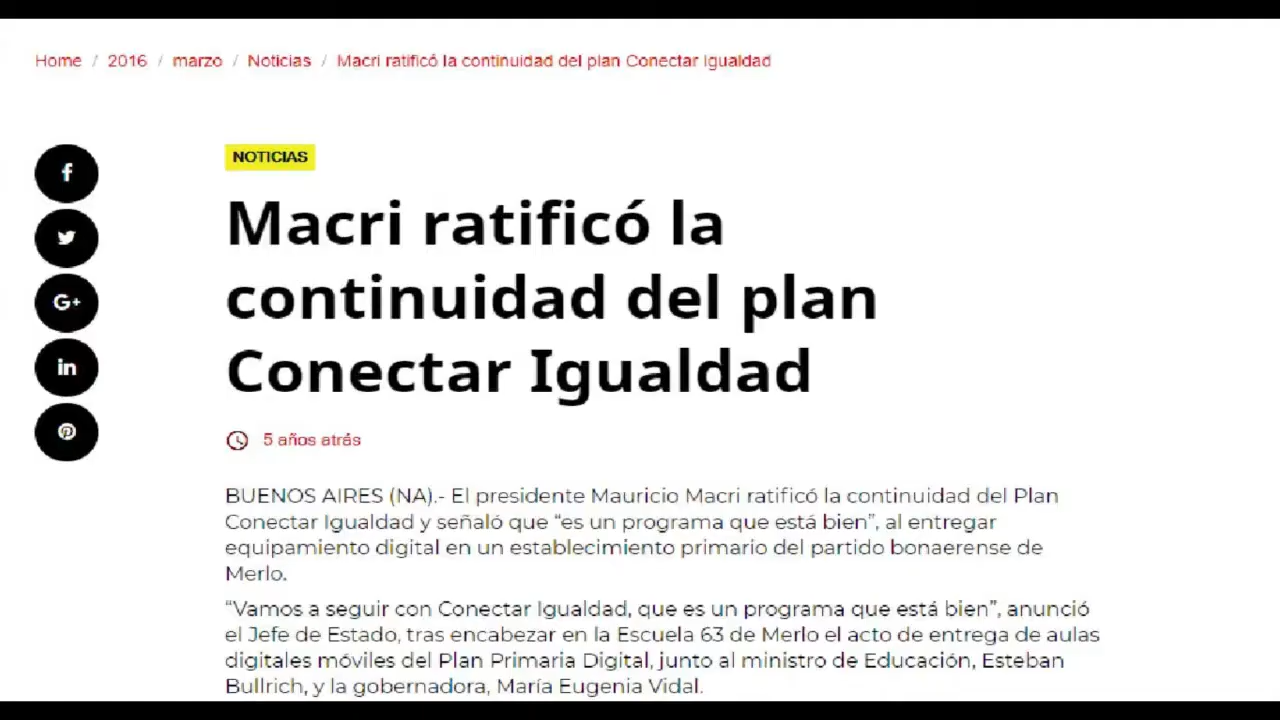 Home / 2016 / marzo / Noticias / Macri ratificó la continuidad del plan Conectar Igualdad
NOTICIAS
Macri ratificó la
continuidad del plan
Conectar Igualdad
5 años atrás
f
G+
in
BUENOS AIRES (NA).- El presidente Mauricio Macri ratificó la continuidad del Plan
Conectar Igualdad y señaló que “es un programa que está bien”, al entregar
equipamiento digital en un establecimiento primario del partido bonaerense de
Merlo.
“Vamos a seguir con Conectar Igualdad, que es un programa que está bien”, anunció
el Jefe de Estado, tras encabezar en la Escuela 63 de Merlo el acto de entrega de aulas
digitales móviles del Plan Primaria Digital, junto al ministro de Educación, Esteban
Bullrich, y la gobernadora, María Eugenia Vidal.